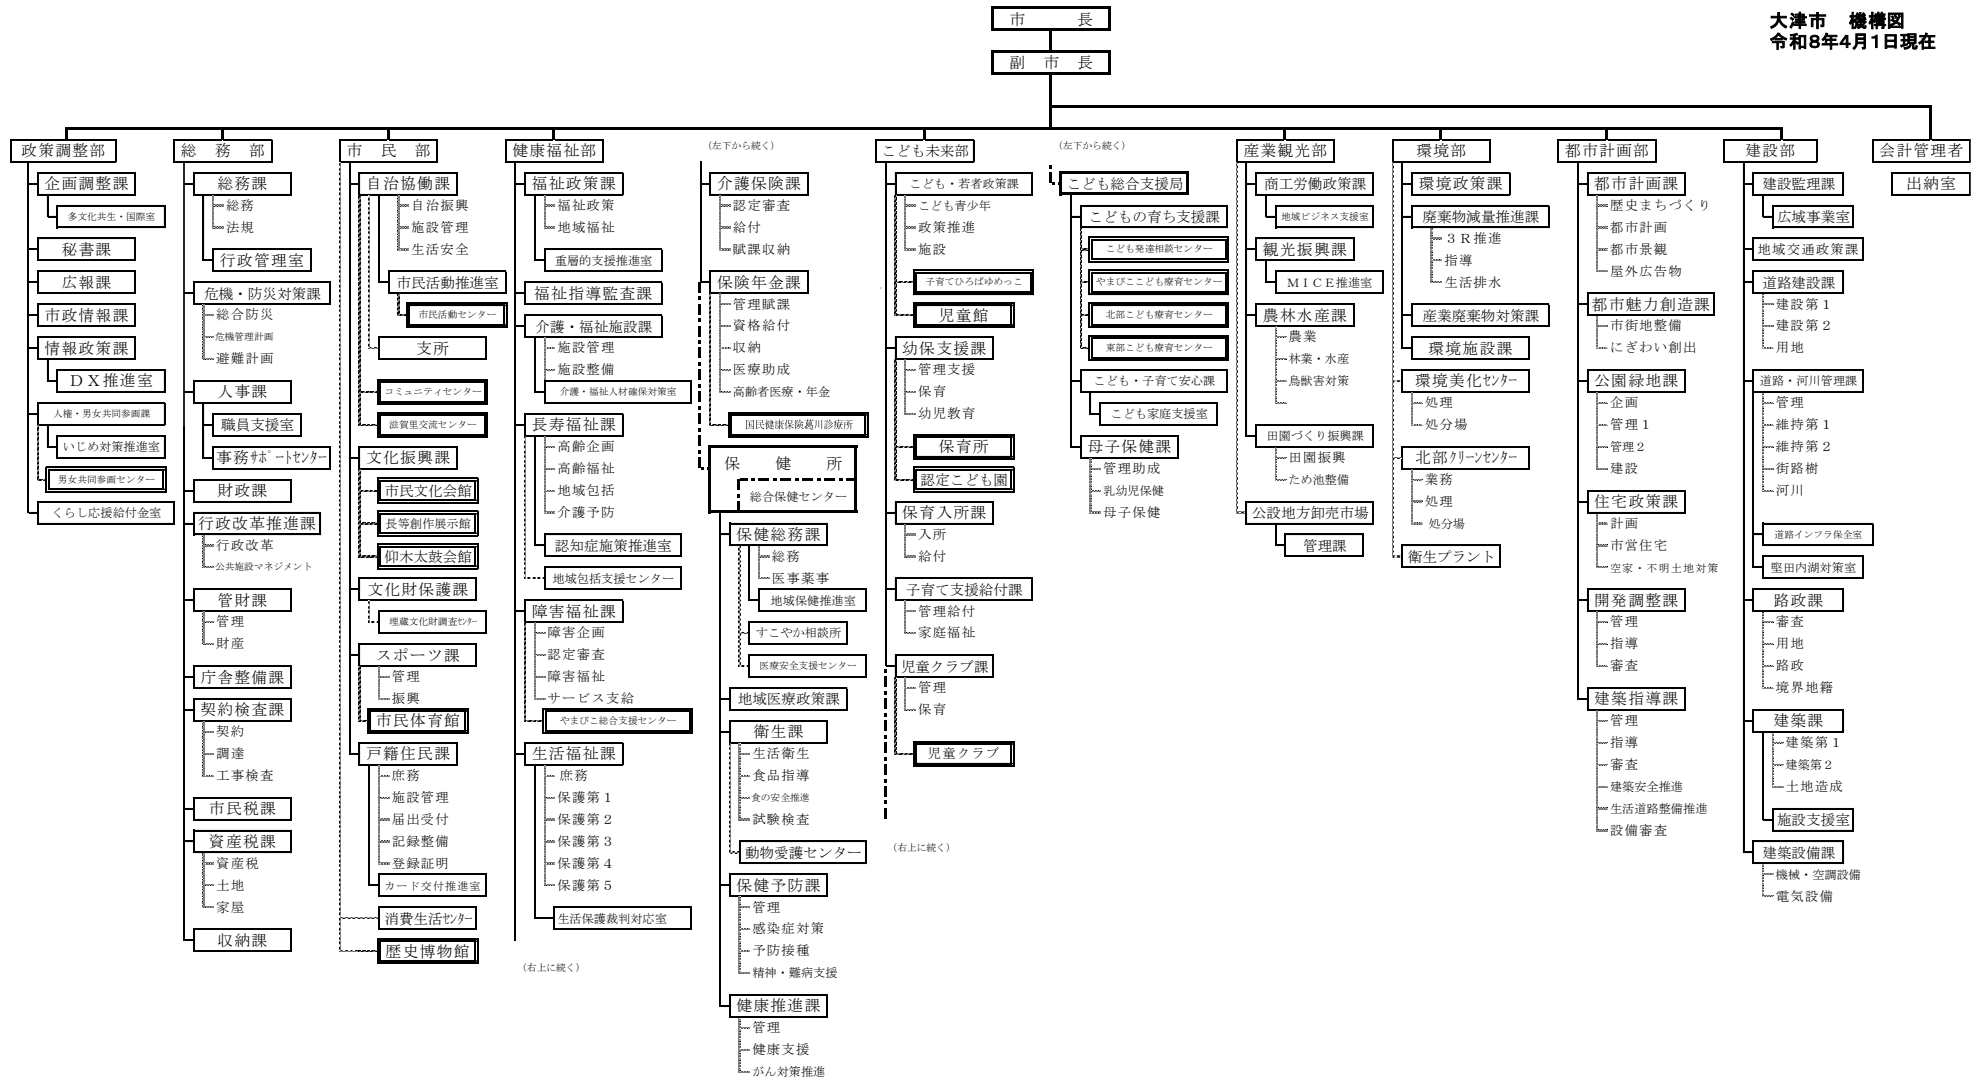 大津市　機構図
令和8年4月1日現在
市　長
副　市　長
政策調整部
企画調整課
多文化共生・国際室
秘書課
広報課
市政情報課
情報政策課
ＤＸ推進室
人権・男女共同参画課
いじめ対策推進室
男女共同参画センター
くらし応援給付金室
総　務　部
総務課
総務
法規
行政管理室
危機・防災対策課
総合防災
危機管理計画
避難計画
人事課
職員支援室
事務ｻﾎﾟｰﾄｾﾝﾀｰ
財政課
行政改革推進課
行政改革
公共施設マネジメント
管財課
管理
財産
庁舎整備課
契約検査課
契約
調達
工事検査
市民税課
資産税課
資産税
土地
家屋
収納課
市　民　部
自治協働課
自治振興
施設管理
生活安全
市民活動推進室
市民活動センター
支所
コミュニティセンター
滋賀里交流センター
文化振興課
市民文化会館
長等創作展示館
仰木太鼓会館
文化財保護課
埋蔵文化財調査ｾﾝﾀｰ
スポーツ課
管理
振興
市民体育館
戸籍住民課
庶務
施設管理
届出受付
記録整備
登録証明
カード交付推進室
消費生活ｾﾝﾀｰ
歴史博物館
健康福祉部
福祉政策課
福祉政策
地域福祉
重層的支援推進室
福祉指導監査課
介護・福祉施設課
施設管理
施設整備
介護・福祉人材確保対策室
長寿福祉課
高齢企画
高齢福祉
地域包括
介護予防
認知症施策推進室
地域包括支援センター
障害福祉課
障害企画
認定審査
障害福祉
サービス支給
やまびこ総合支援センター
生活福祉課
庶務
保護第１
保護第２
保護第３
保護第４
保護第５
生活保護裁判対応室
（右上に続く）
（左下から続く）
介護保険課
認定審査
給付
賦課収納
保険年金課
管理賦課
資格給付
収納
医療助成
高齢者医療・年金
国民健康保険葛川診療所
保　健　所
総合保健センター
保健総務課
総務
医事薬事
地域保健推進室
すこやか相談所
医療安全支援センター
地域医療政策課
衛生課
生活衛生
食品指導
食の安全推進
試験検査
動物愛護センター
保健予防課
管理
感染症対策
予防接種
精神・難病支援
健康推進課
管理
健康支援
がん対策推進
こども未来部
こども・若者政策課
こども青少年
政策推進
施設
子育てひろばゆめっこ
児童館
幼保支援課
管理支援
保育
幼児教育
保育所
認定こども園
保育入所課
入所
給付
子育て支援給付課
管理給付
家庭福祉
児童クラブ課
管理
保育
児童クラブ
（右上に続く）
（左下から続く）
こども総合支援局
こどもの育ち支援課
こども発達相談センター
やまびこども療育センター
北部こども療育センター
東部こども療育センター
こども・子育て安心課
こども家庭支援室
母子保健課
管理助成
乳幼児保健
母子保健
産業観光部
商工労働政策課
地域ビジネス支援室
観光振興課
ＭＩＣＥ推進室
農林水産課
農業
林業・水産
鳥獣害対策
田園づくり振興課
田園振興
ため池整備
公設地方卸売市場
管理課
環境部
環境政策課
廃棄物減量推進課
３Ｒ推進
指導
生活排水
産業廃棄物対策課
環境施設課
環境美化ｾﾝﾀｰ
処理
処分場
北部ｸﾘｰﾝｾﾝﾀｰ
業務
処理
処分場
衛生プラント
都市計画部
都市計画課
歴史まちづくり
都市計画
都市景観
屋外広告物
都市魅力創造課
市街地整備
にぎわい創出
公園緑地課
企画
管理１
管理２
建設
住宅政策課
計画
市営住宅
空家・不明土地対策
開発調整課
管理
指導
審査
建築指導課
管理
指導
審査
建築安全推進
生活道路整備推進
設備審査
建設部
建設監理課
広域事業室
地域交通政策課
道路建設課
建設第１
建設第２
用地
道路・河川管理課
管理
維持第１
維持第２
街路樹
河川
道路インフラ保全室
堅田内湖対策室
路政課
審査
用地
路政
境界地籍
建築課
建築第１
建築第２
土地造成
施設支援室
建築設備課
機械・空調設備
電気設備
会計管理者
出納室